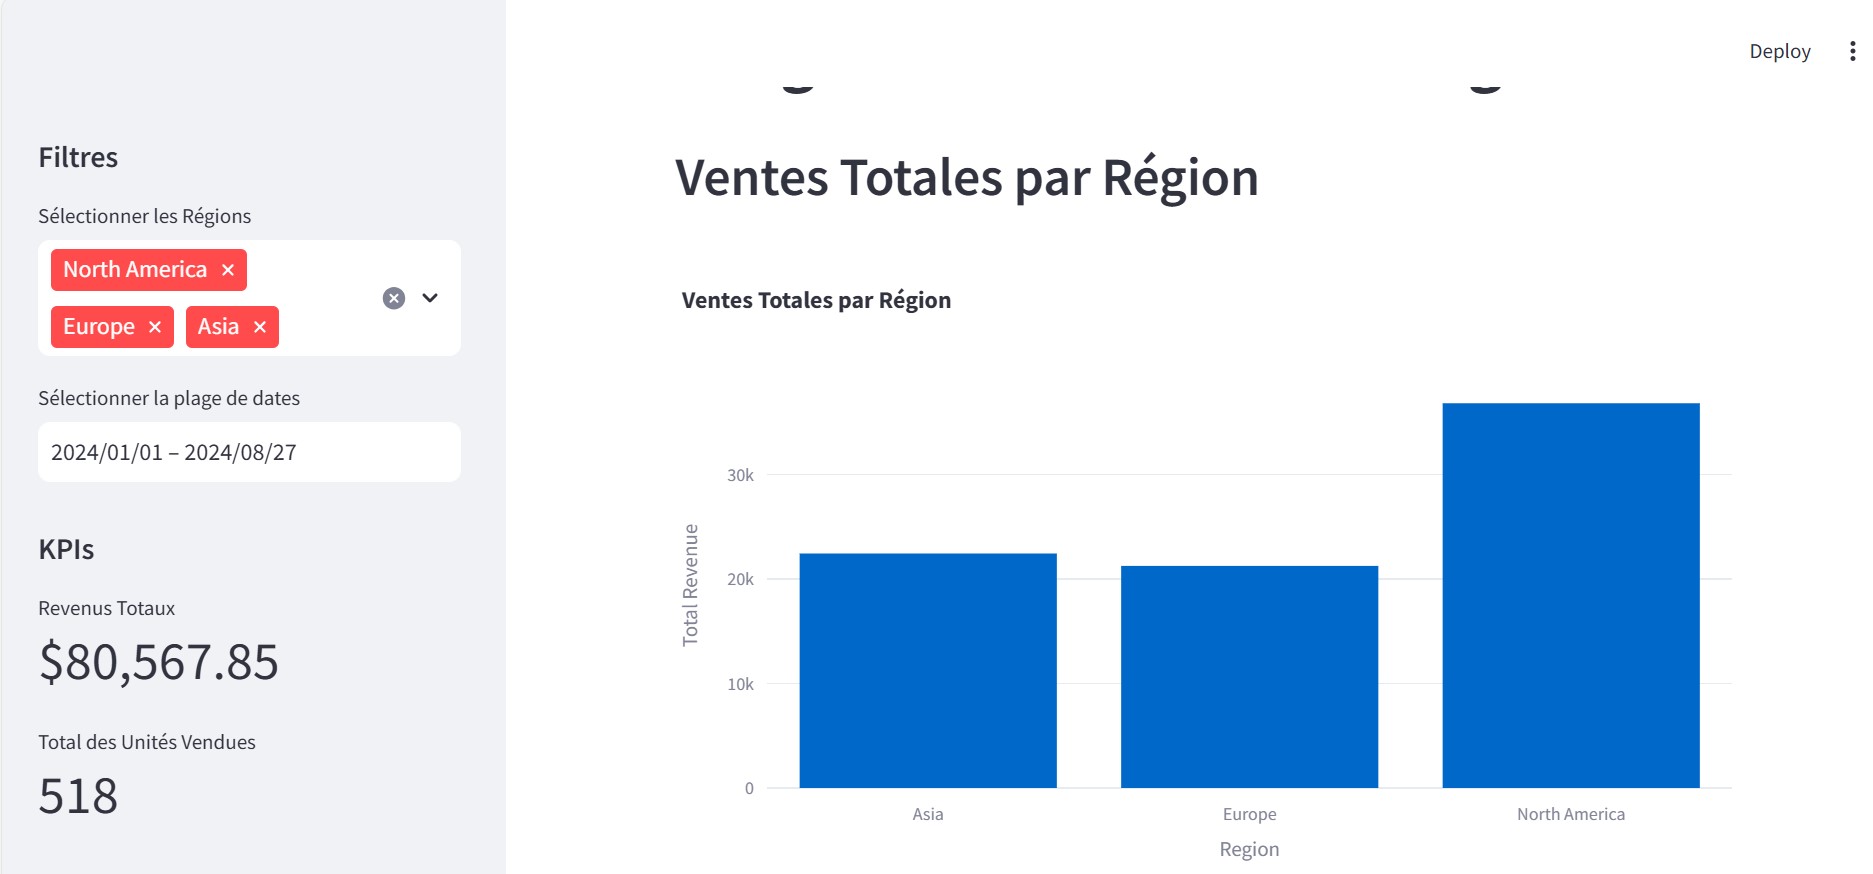 Deploy
Filtres
Sélectionner les Régions
North America
Europe
Asia
Sélectionner la plage de dates
2024/01/01 – 2024/08/27
KPIs
Revenus Totaux
$80,567.85
Total des Unités Vendues
518
Ventes Totales par Région
Ventes Totales par Région
Total Revenue
30k
20k
10k
0
Asia
Europe
North America
Region